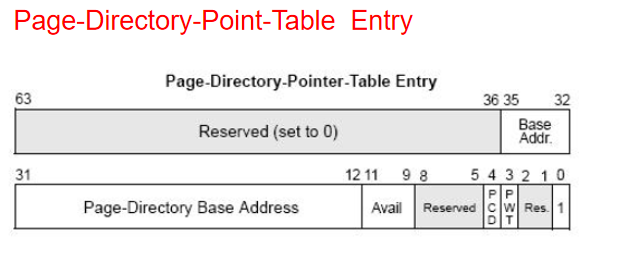 Page-Directory-Point-Table Entry
Page-Directory-Pointer-Table Entry
63 36 35 32
Reserved (set to 0) Base Addr.
31 12 11 9 8 5 4 3 2 1 0
Page-Directory Base Address Avail Reserved PCD PWT Res. 1